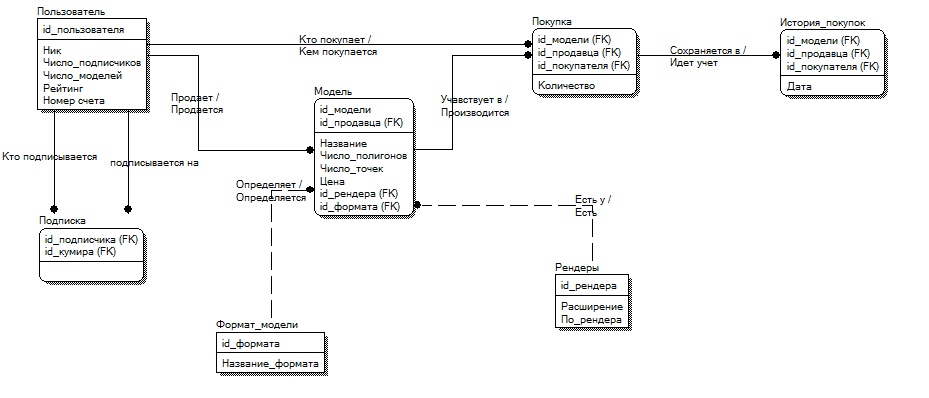 Пользователь
id_пользователя
Ник
Число_подписчиков
Число_моделей
Рейтинг
Номер счета
Кто покупает /
Кем покупается
Покупка
id_модели (FK)
id_продавца (FK)
id_покупателя (FK)
Количество
Сохраняется в /
Идет учет
История_покупок
id_модели (FK)
id_продавца (FK)
id_покупателя (FK)
Дата
Продает /
Продается
Модель
id_модели
id_продавца (FK)
Название
Число_полигонов
Число_точек
Цена
id_рендера (FK)
id_формата (FK)
Учавствует в /
Производится
Кто подписывается
подписывается на
Определяет /
Определяется
Есть у /
Есть
Подписка
id_подписчика (FK)
id_кумира (FK)
Рендеры
id_рендера
Расширение
По_рендера
Формат_модели
id_формата
Название_формата